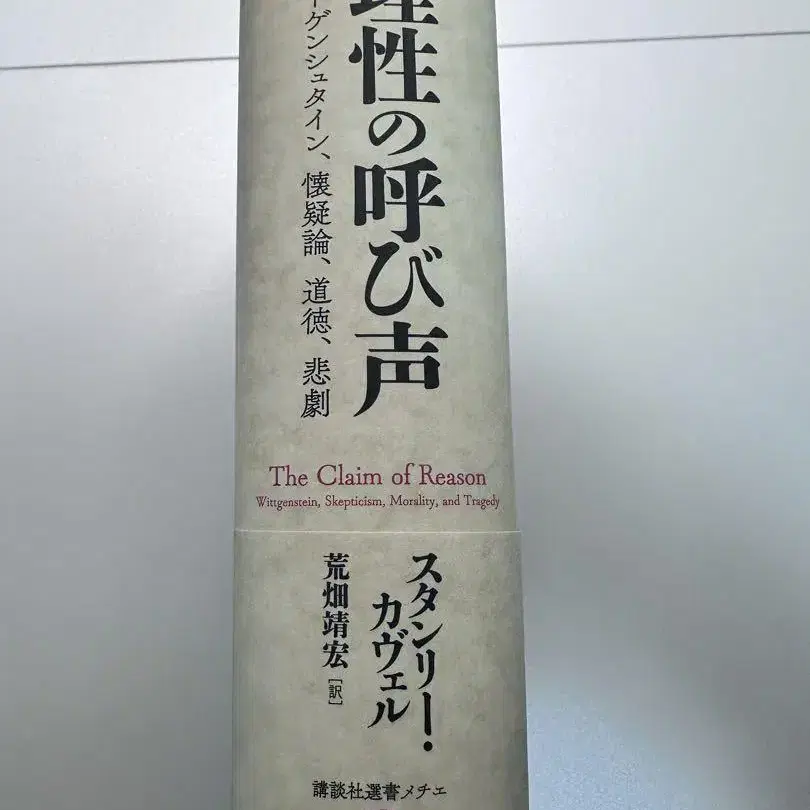 理性の呼び声
ーゲンシュタイン、懐疑論、道徳、悲劇
The Claim of Reason
Wittgenstein, Skepticism, Morality, and Tragedy
スタンリー・
カヴェル
荒畑靖宏[訳]
講談社選書メチエ